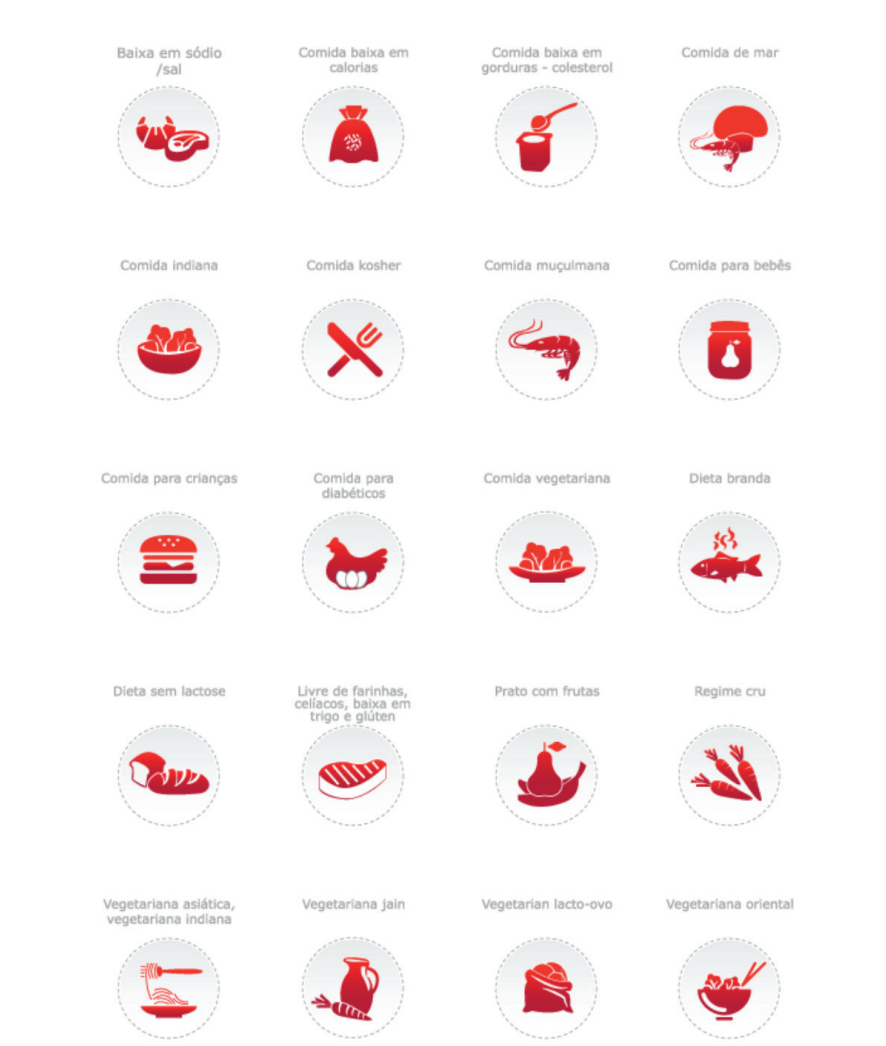 Baixa em sódio
/sal
Comida baixa em
calorias
Comida baixa em
gorduras - colesterol
Comida de mar
Comida indiana
Comida kosher
Comida muçulmana
Comida para bebês
Comida para crianças
Comida para
diabéticos
Comida vegetariana
Dieta branda
Dieta sem lactose
Livre de farinhas,
celíacos, baixa em
trigo e glúten
Prato com frutas
Regime cru
Vegetariana asiática,
vegetariana indiana
Vegetariana jain
Vegetarian lacto-ovo
Vegetariana oriental